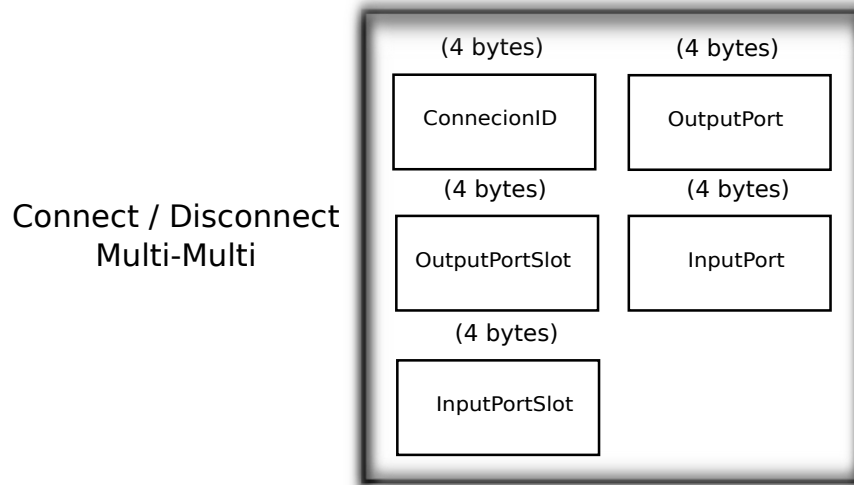 Connect / Disconnect
Multi-Multi
(4 bytes)
(4 bytes)
ConnecionID
OutputPort
(4 bytes)
(4 bytes)
OutputPortSlot
InputPort
(4 bytes)
InputPortSlot